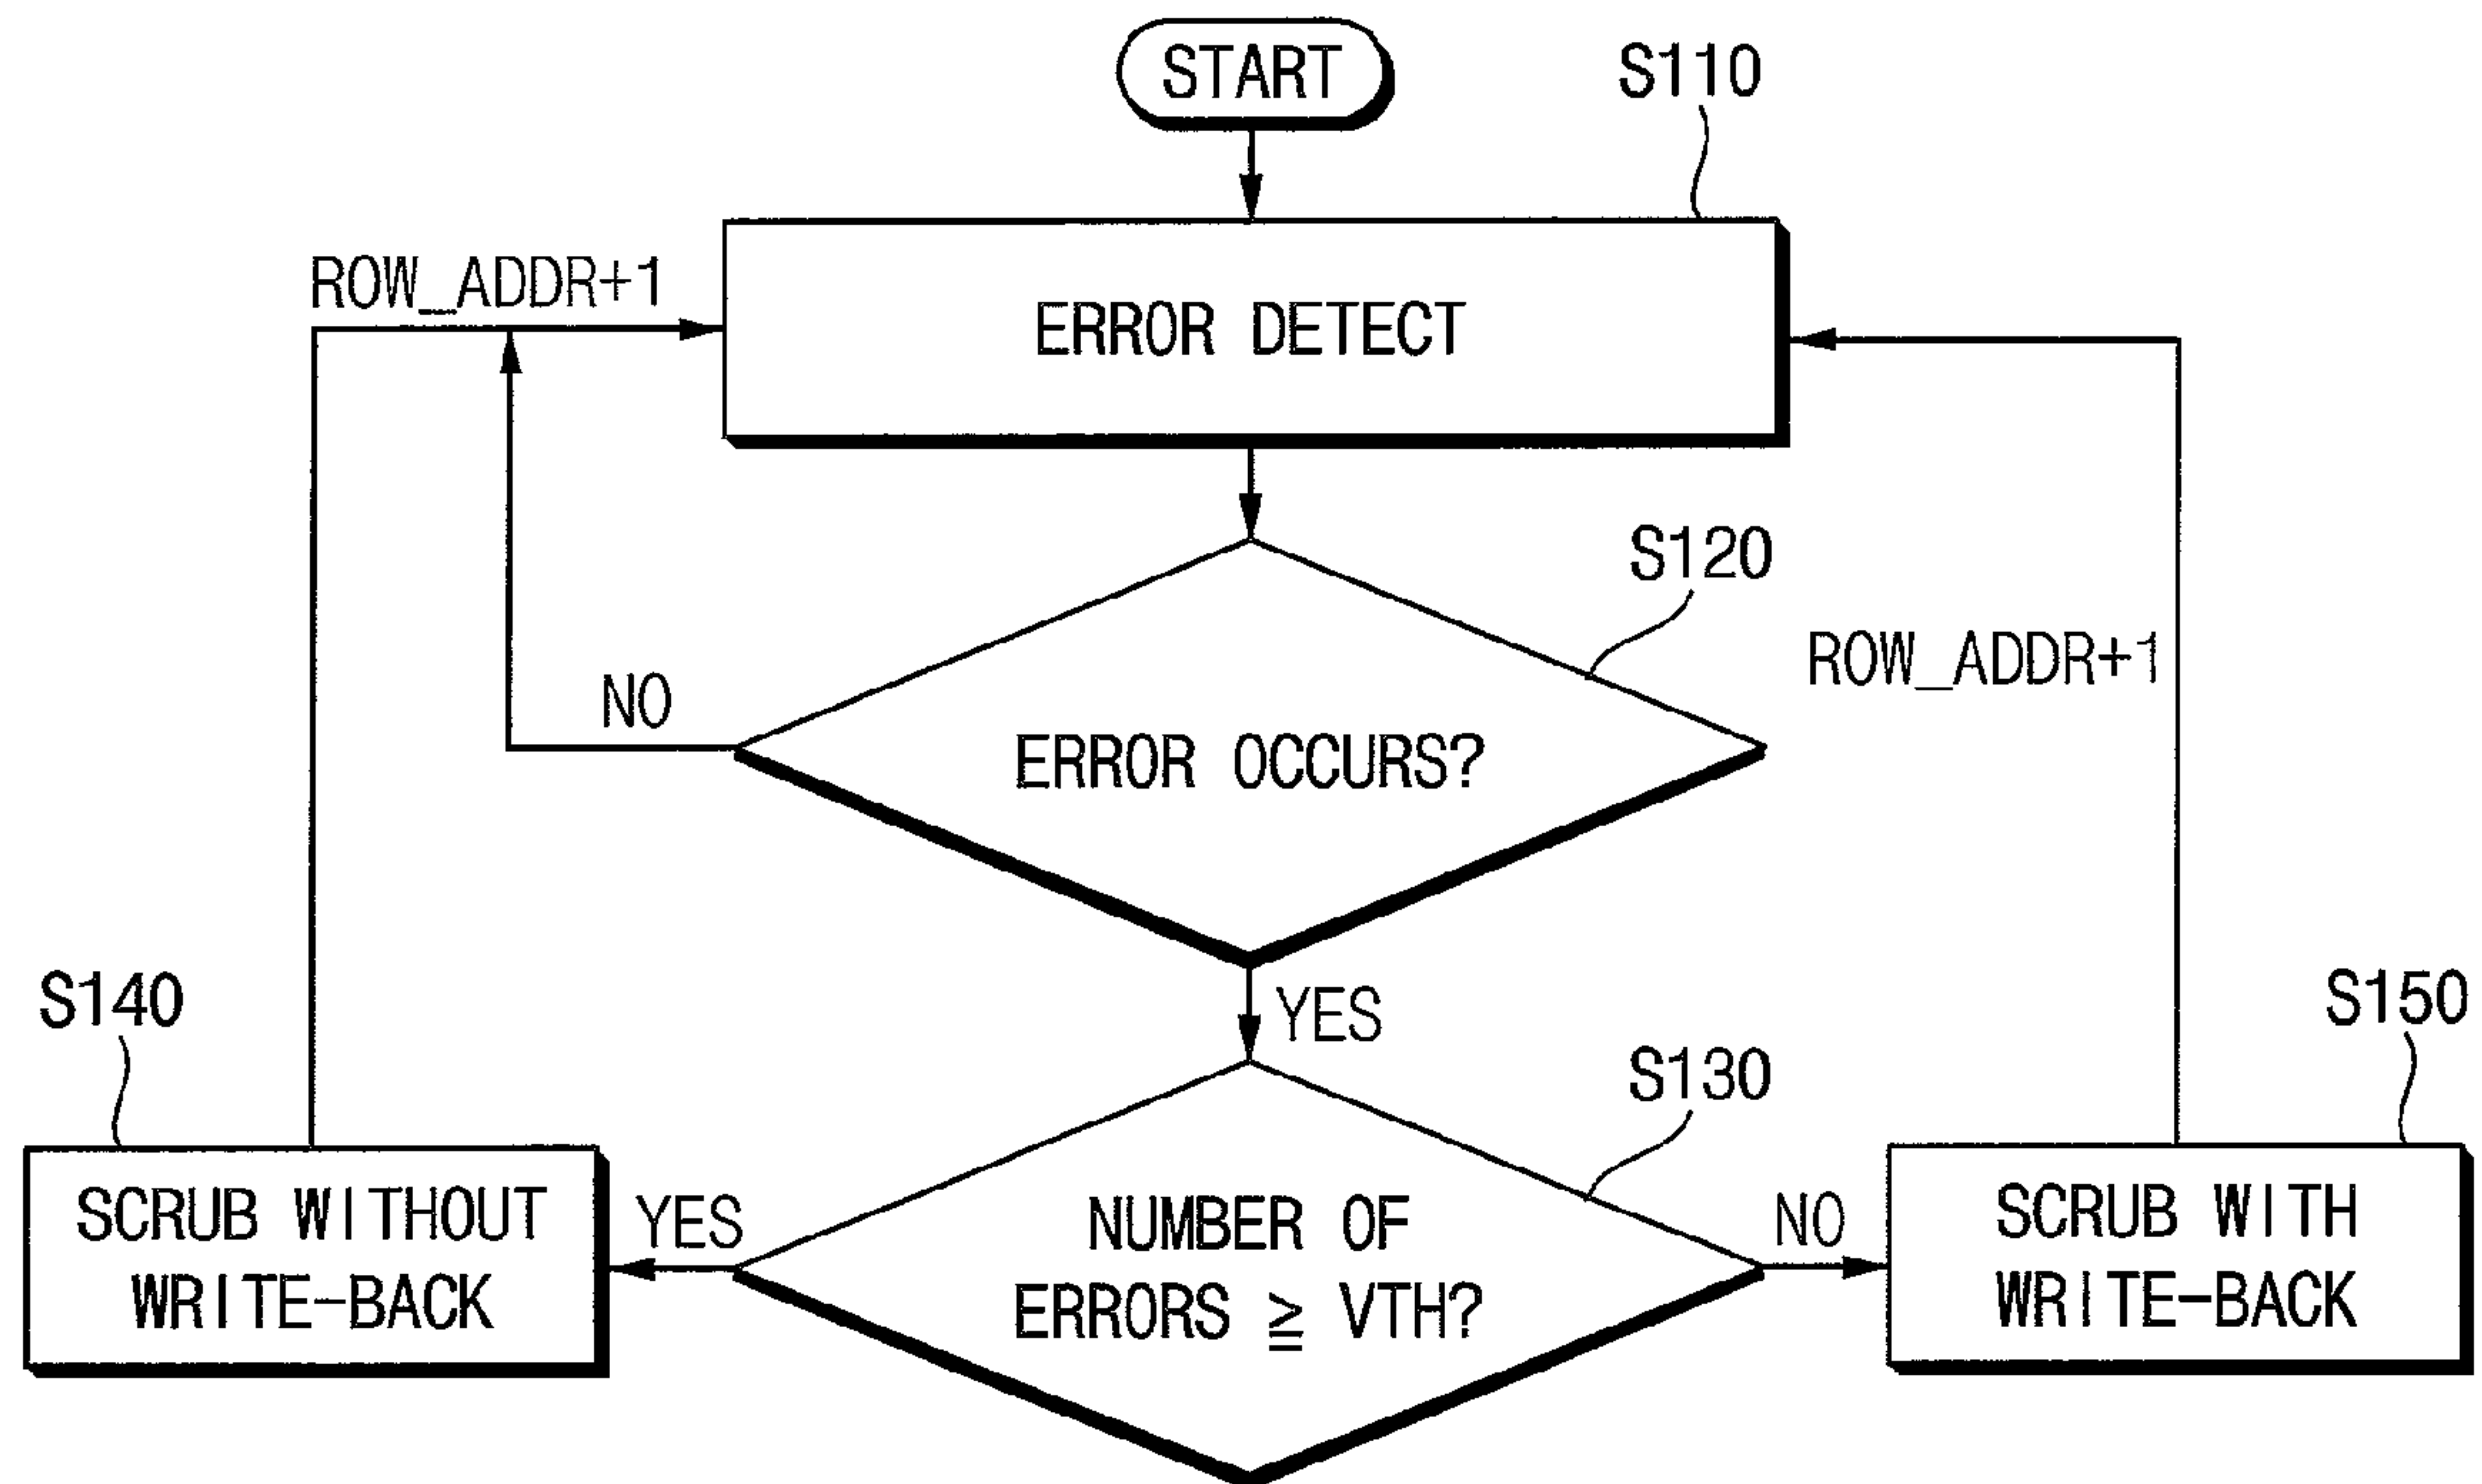 START
S110
ROW_ADDR+1
ERROR DETECT
S120
ROW_ADDR+1
NO
ERROR OCCURS?
S140
YES
S150
S130
SCRUB WITHOUT
WRITE-BACK
YES
NUMBER OF
ERRORS ≧ VTH?
NO
SCRUB WITH
WRITE-BACK